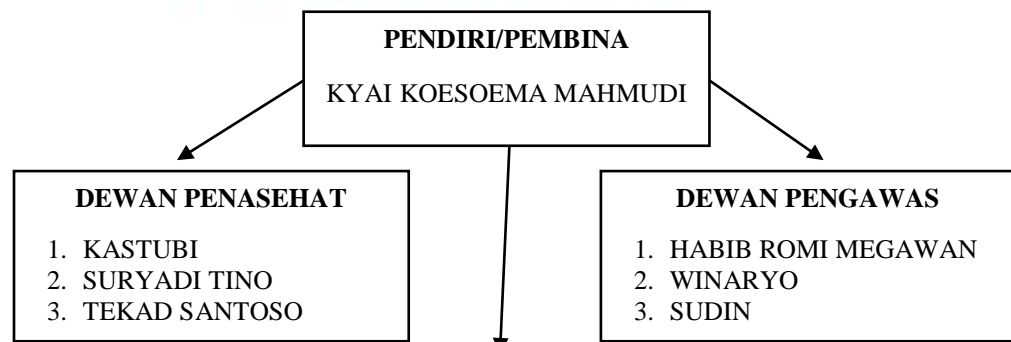 PENDIRI/PEMBINA
KYAI KOESOEMA MAHMUDI
DEWAN PENASEHAT
1. KASTUBI
2. SURYADI TINO
3. TEKAD SANTOSO
DEWAN PENGAWAS
1. HABIB ROMI MEGAWAN
2. WINARYO
3. SUDIN